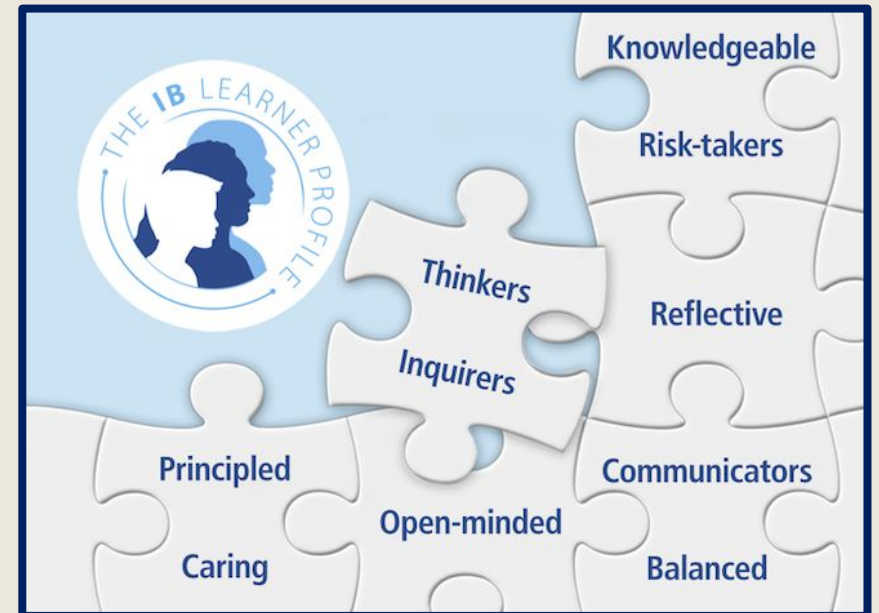 THE IB LEARNER PROFILE
Knowledgeable
Risk-takers
Thinkers
Inquirers
Reflective
Principled
Caring
Open-minded
Communicators
Balanced